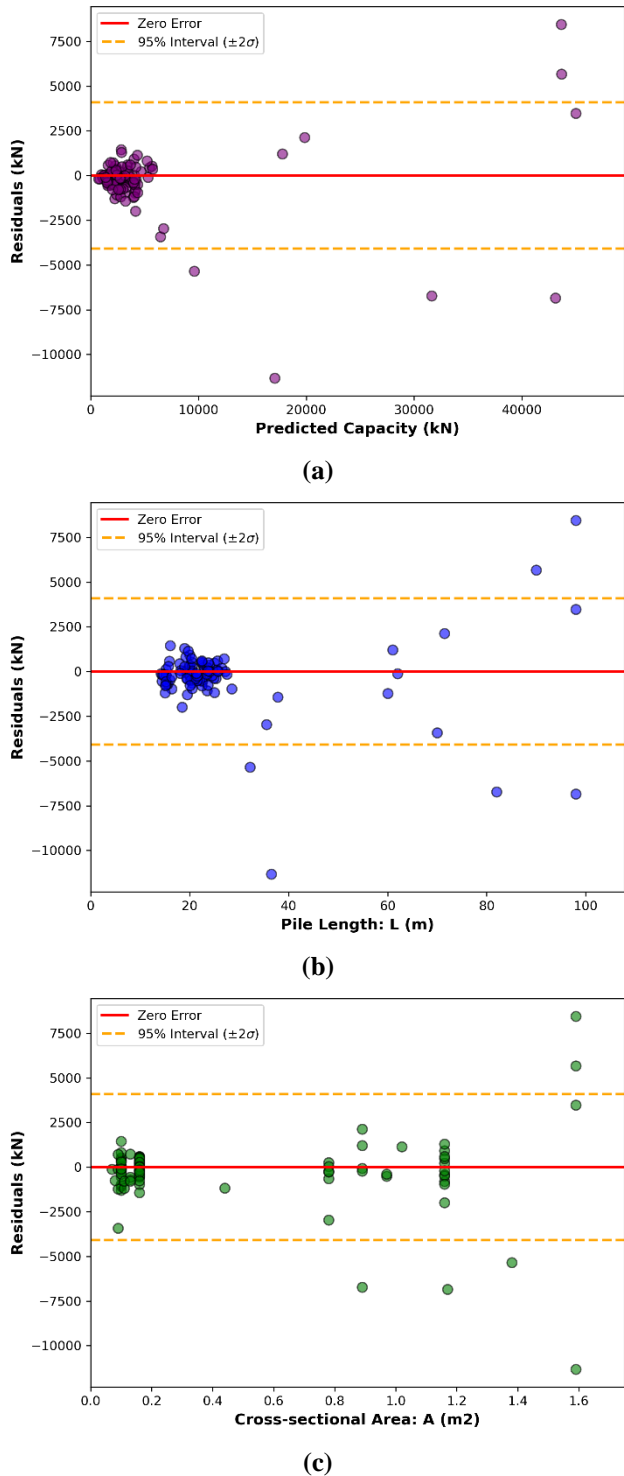 Zero Error
95% Interval (±2σ)
7500
5000
2500
0
−2500
−5000
−7500
−10000
Residuals (kN)
0
10000
20000
30000
40000
Predicted Capacity (kN)
(a)
Zero Error
95% Interval (±2σ)
7500
5000
2500
0
−2500
−5000
−7500
−10000
Residuals (kN)
0
20
40
60
80
100
Pile Length: L (m)
(b)
Zero Error
95% Interval (±2σ)
7500
5000
2500
0
−2500
−5000
−7500
−10000
Residuals (kN)
0.0
0.2
0.4
0.6
0.8
1.0
1.2
1.4
1.6
Cross-sectional Area: A (m2)
(c)